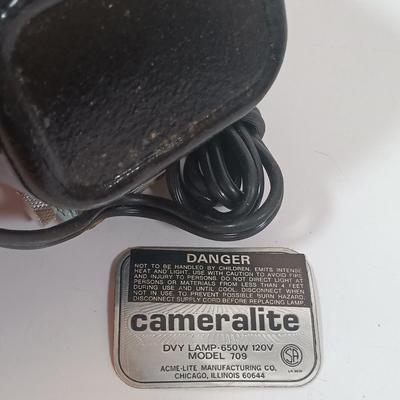 DANGER
NOT TO BE HANDLED BY CHILDREN. EMITS INTENSE
HEAT AND LIGHT. USE WITH CAUTION TO AVOID FIRE
AND INJURY TO PERSONS. DO NOT DIRECT LIGHT AT
PERSONS OR MATERIALS FROM LESS THAN 4 FEET
DURING USE AND UNTIL COOL. DISCONNECT WHEN
NOT IN USE TO PREVENT POSSIBLE BURN HAZARD.
DISCONNECT SUPPLY CORD BEFORE REPLACING LAMP.
cameralite
DVY LAMP-650W 120V
MODEL 709
ACME-LITE MANUFACTURING CO.
CHICAGO, ILLINOIS 60644
SA